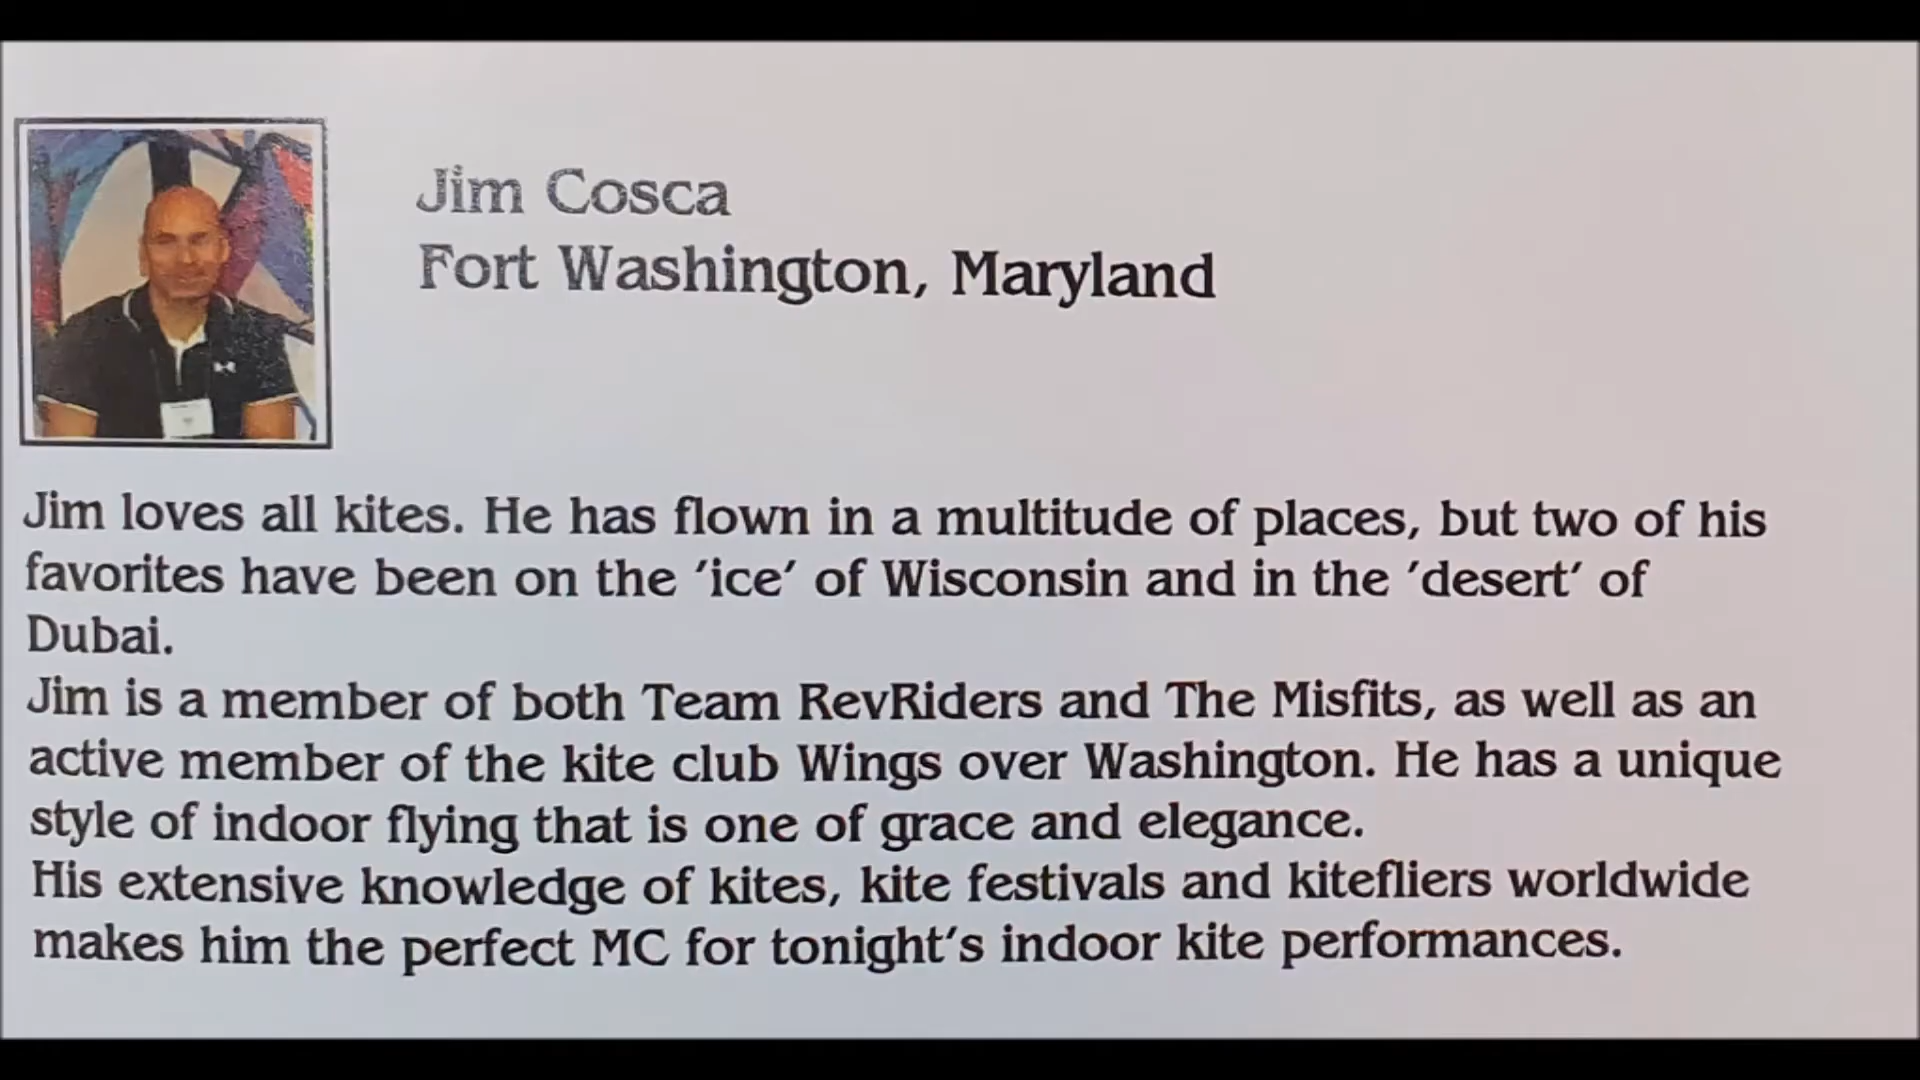 Jim Cosca
Fort Washington, Maryland
Jim loves all kites. He has flown in a multitude of places, but two of his
favorites have been on the 'ice' of Wisconsin and in the 'desert' of
Dubai.
Jim is a member of both Team RevRiders and The Misfits, as well as an
active member of the kite club Wings over Washington. He has a unique
style of indoor flying that is one of grace and elegance.
His extensive knowledge of kites, kite festivals and kitefliers worldwide
makes him the perfect MC for tonight's indoor kite performances.